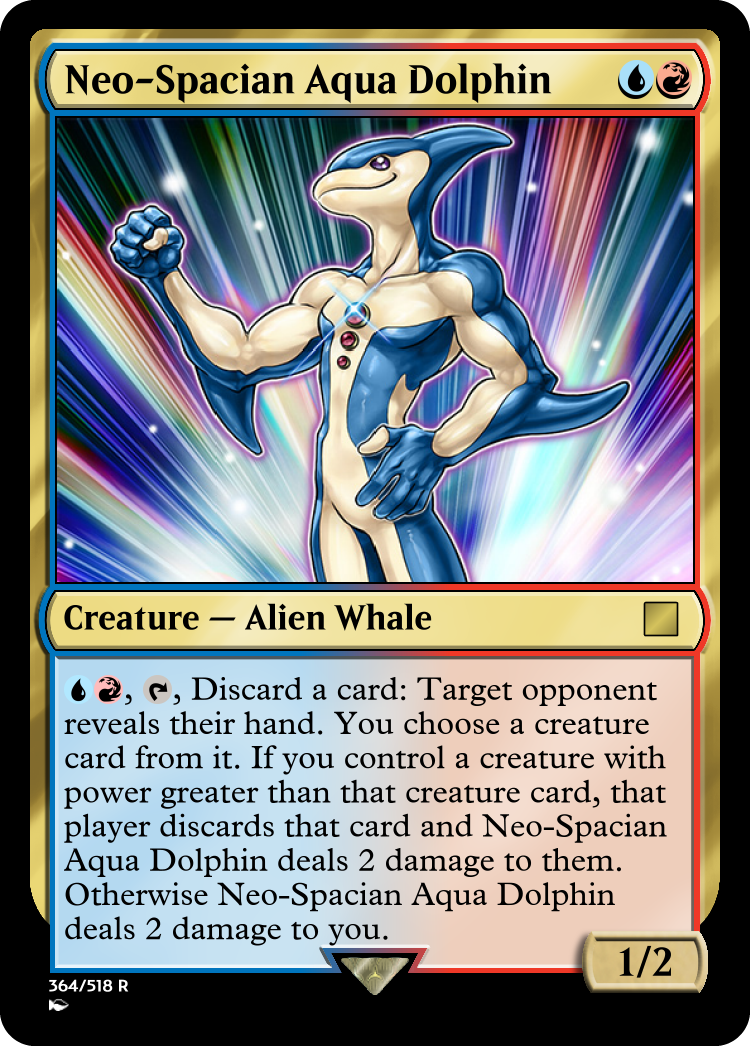 Neo-Spacian Aqua Dolphin
Creature — Alien Whale
, , Discard a card: Target opponent
reveals their hand. You choose a creature
card from it. If you control a creature with
power greater than that creature card, that
player discards that card and Neo-Spacian
Aqua Dolphin deals 2 damage to them.
Otherwise Neo-Spacian Aqua Dolphin
deals 2 damage to you.
1/2
364/518 R